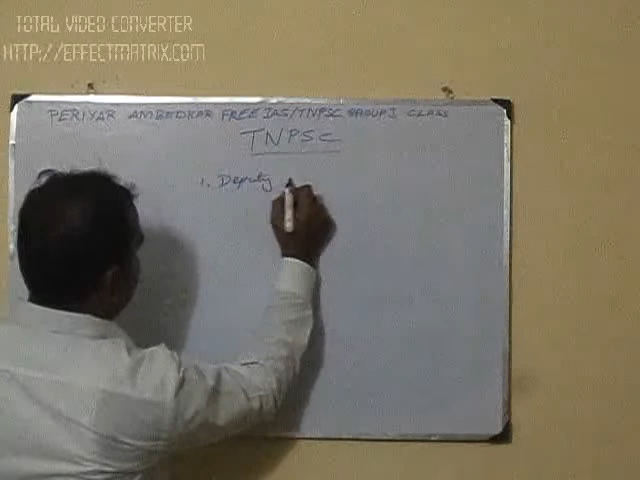 TOTAL VIDEO CONVERTER
HTTP://EFFECTMATRIX.COM
PERIYAR AMBEDKAR FREE IAS/TNPSC GROUP I CLASS
TNPSC
1. Deputy